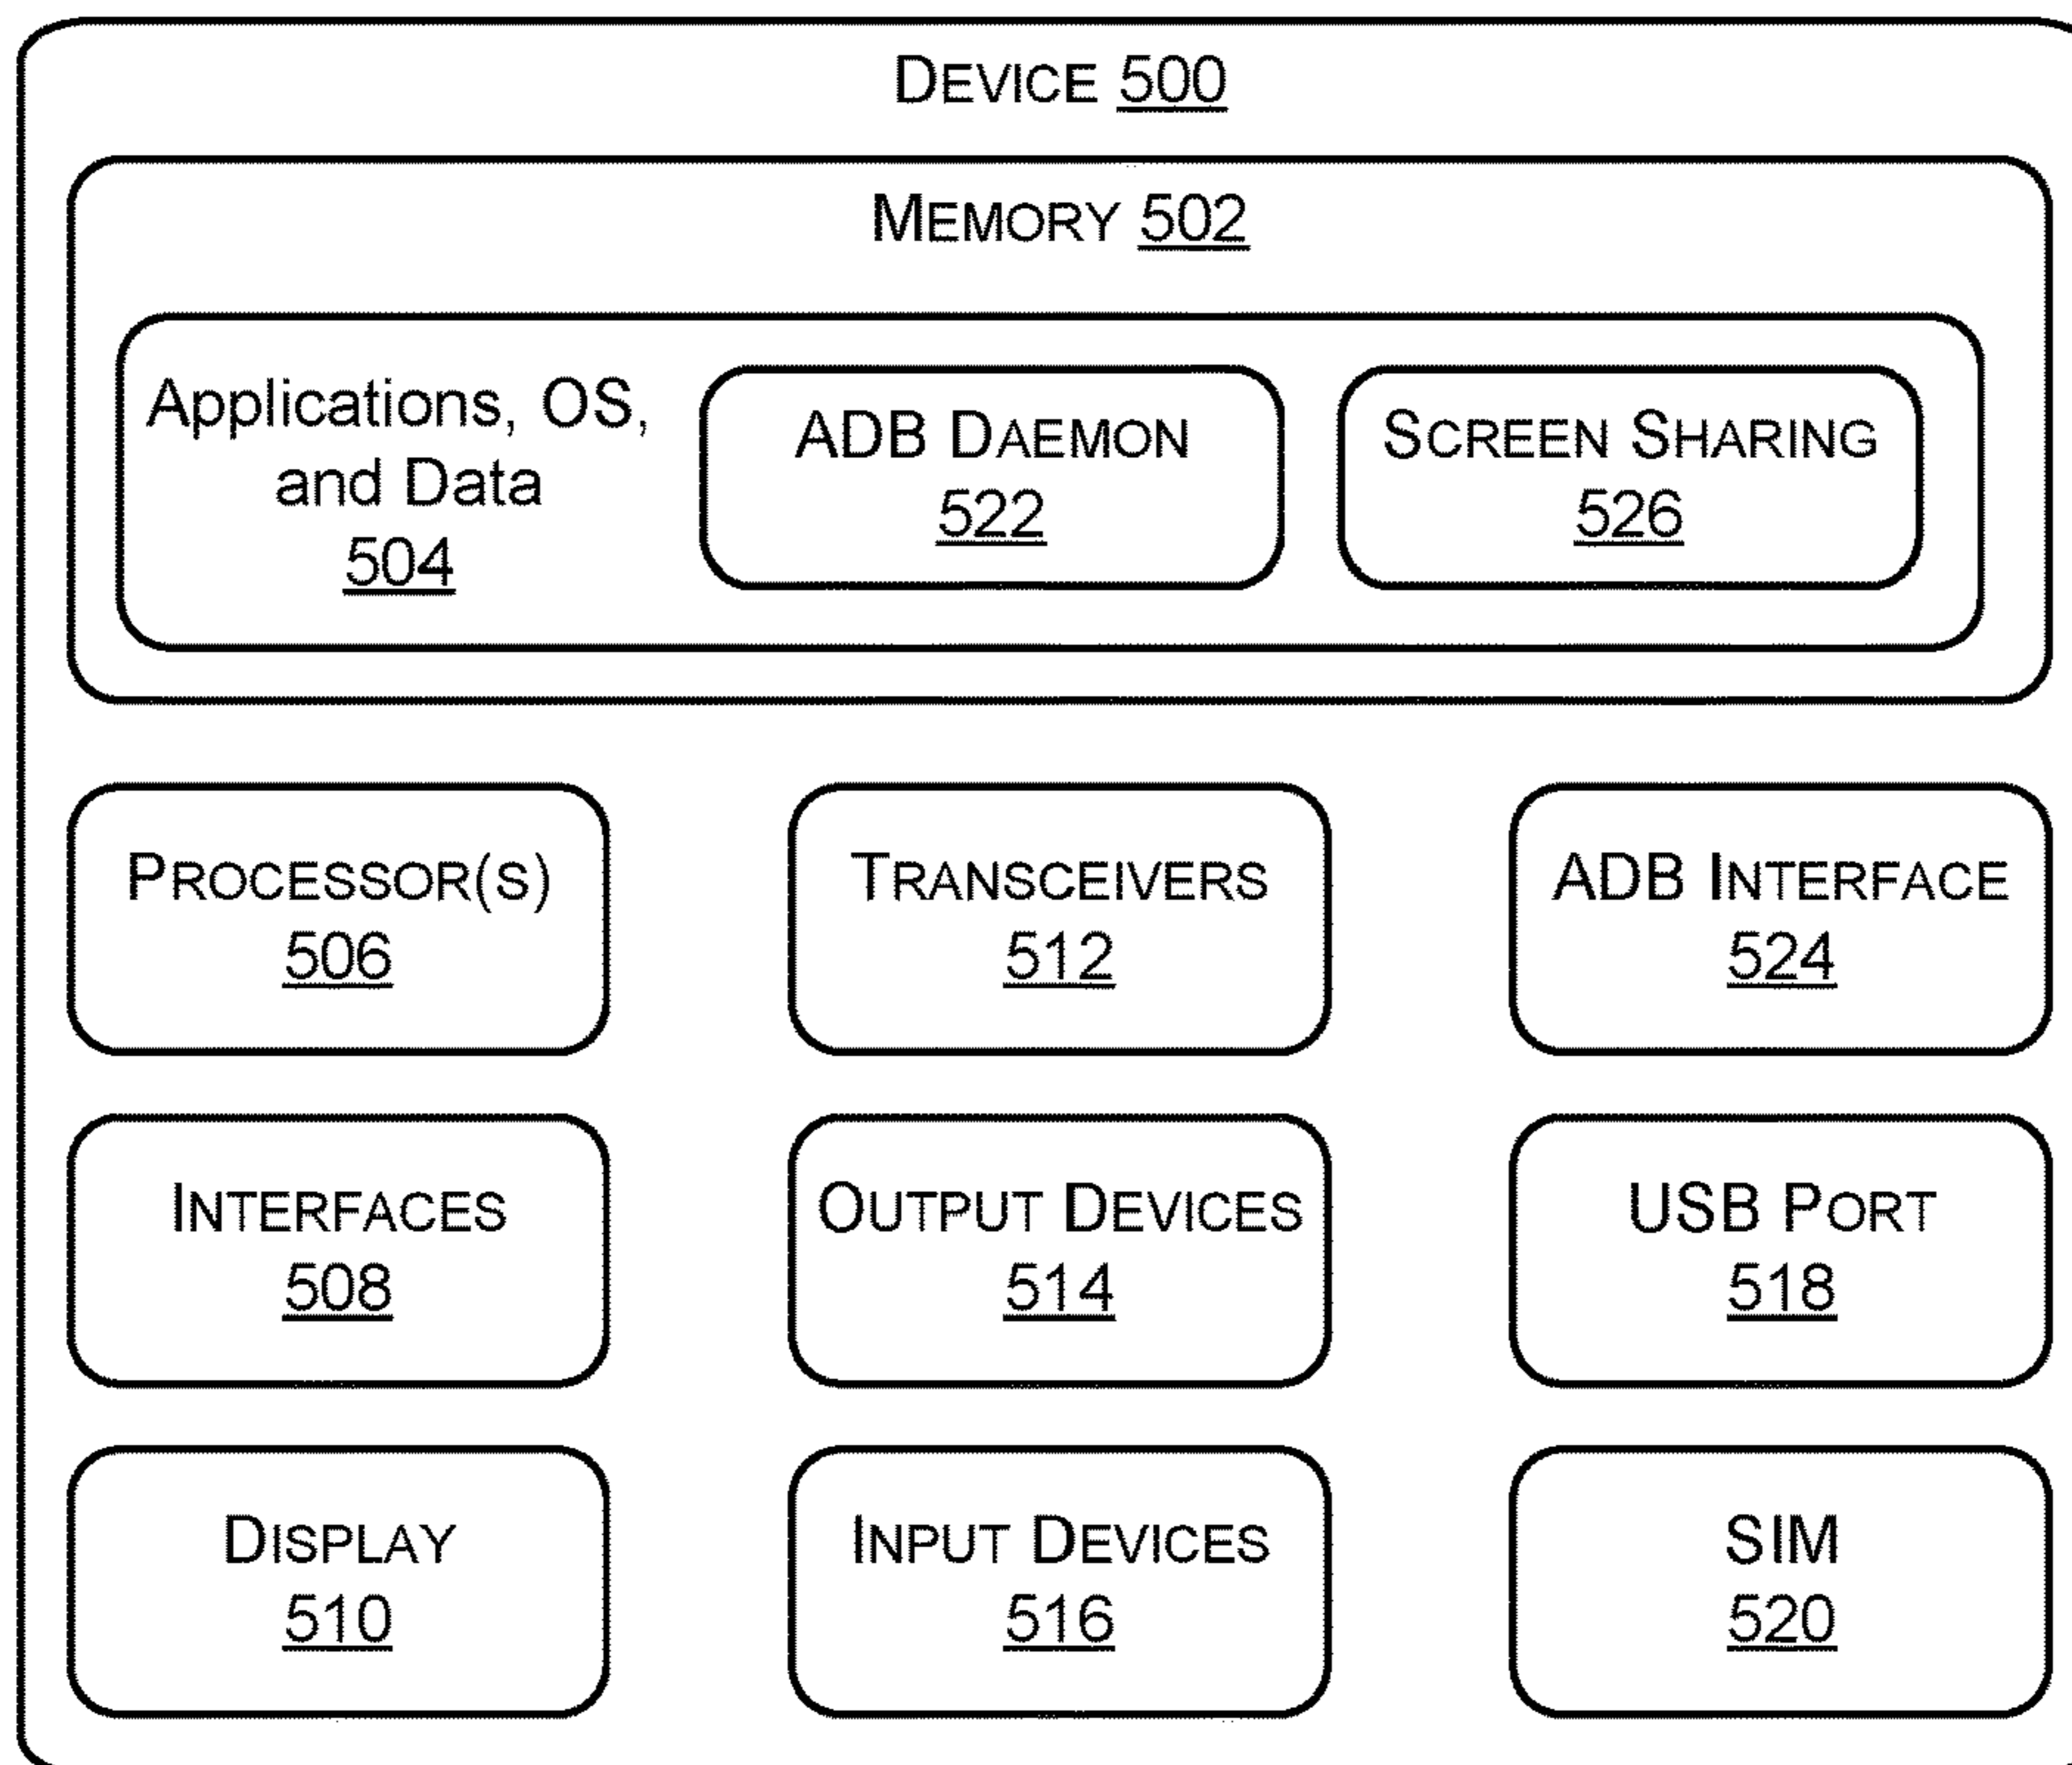 DEVICE 500
MEMORY 502
Applications, OS,
and Data
504
ADB DAEMON
522
SCREEN SHARING
526
PROCESSOR(S)
506
TRANSCEIVERS
512
ADB INTERFACE
524
INTERFACES
508
OUTPUT DEVICES
514
USB PORT
518
DISPLAY
510
INPUT DEVICES
516
SIM
520